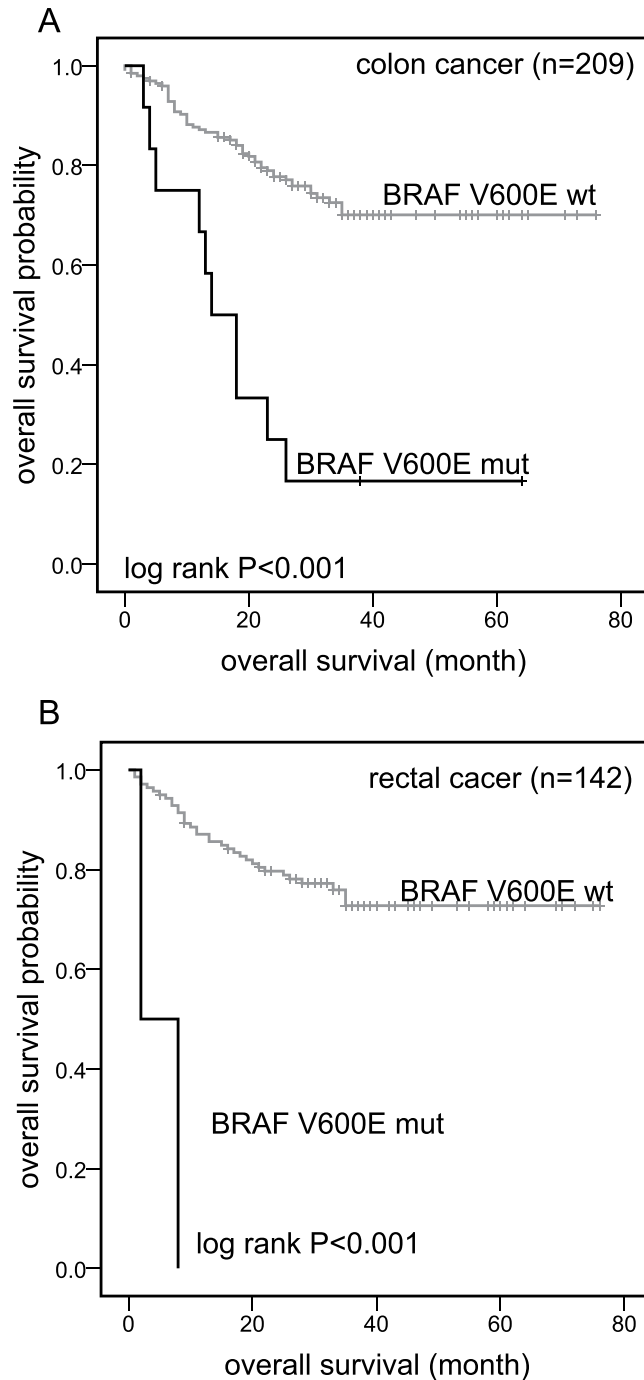 A
colon cancer (n=209)
1.0
0.8
0.6
0.4
0.2
0.0
overall survival probability
BRAF V600E wt
BRAF V600E mut
log rank P<0.001
0 20 40 60 80
overall survival (month)
B
rectal cacer (n=142)
1.0
0.8
0.6
0.4
0.2
0.0
overall survival probability
BRAF V600E wt
BRAF V600E mut
log rank P<0.001
0 20 40 60 80
overall survival (month)